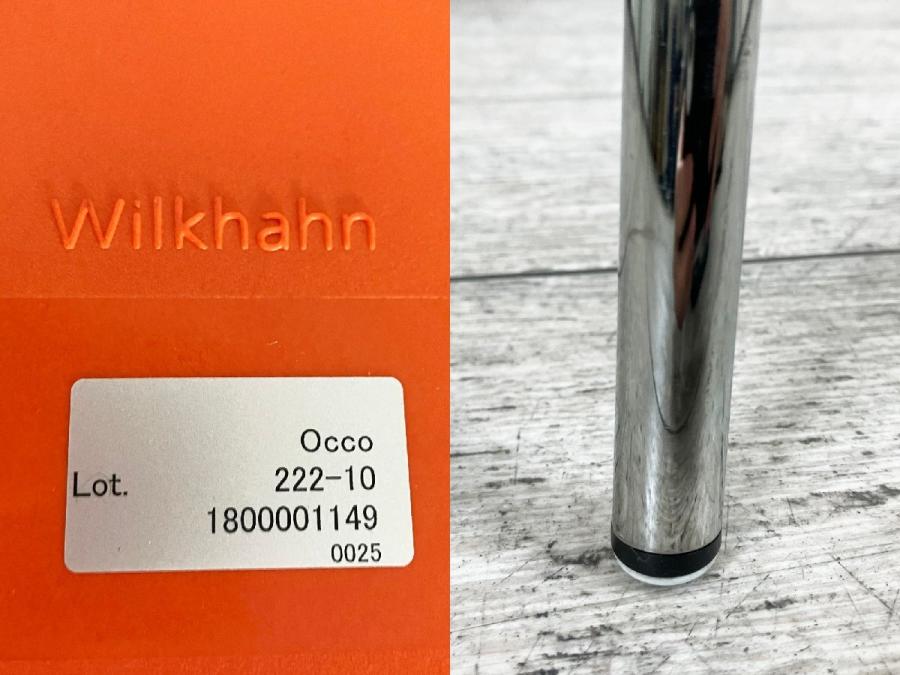 Wilkhahn
Occo
Lot. 222-10
1800001149
0025